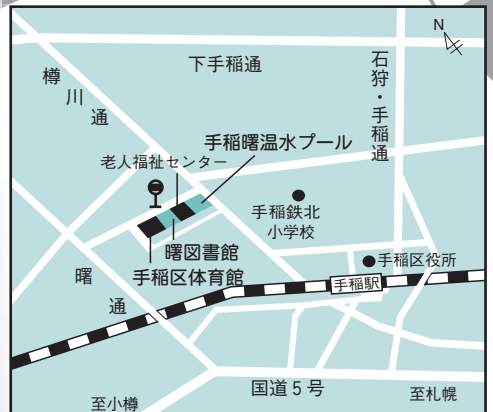 N
下手稲通
石狩・手稲通
樽川通
手稲曙温水プール
老人福祉センター
手稲鉄北
小学校
曙図書館
手稲区体育館
手稲区役所
手稲駅
曙通
国道5号
至小樽
至札幌